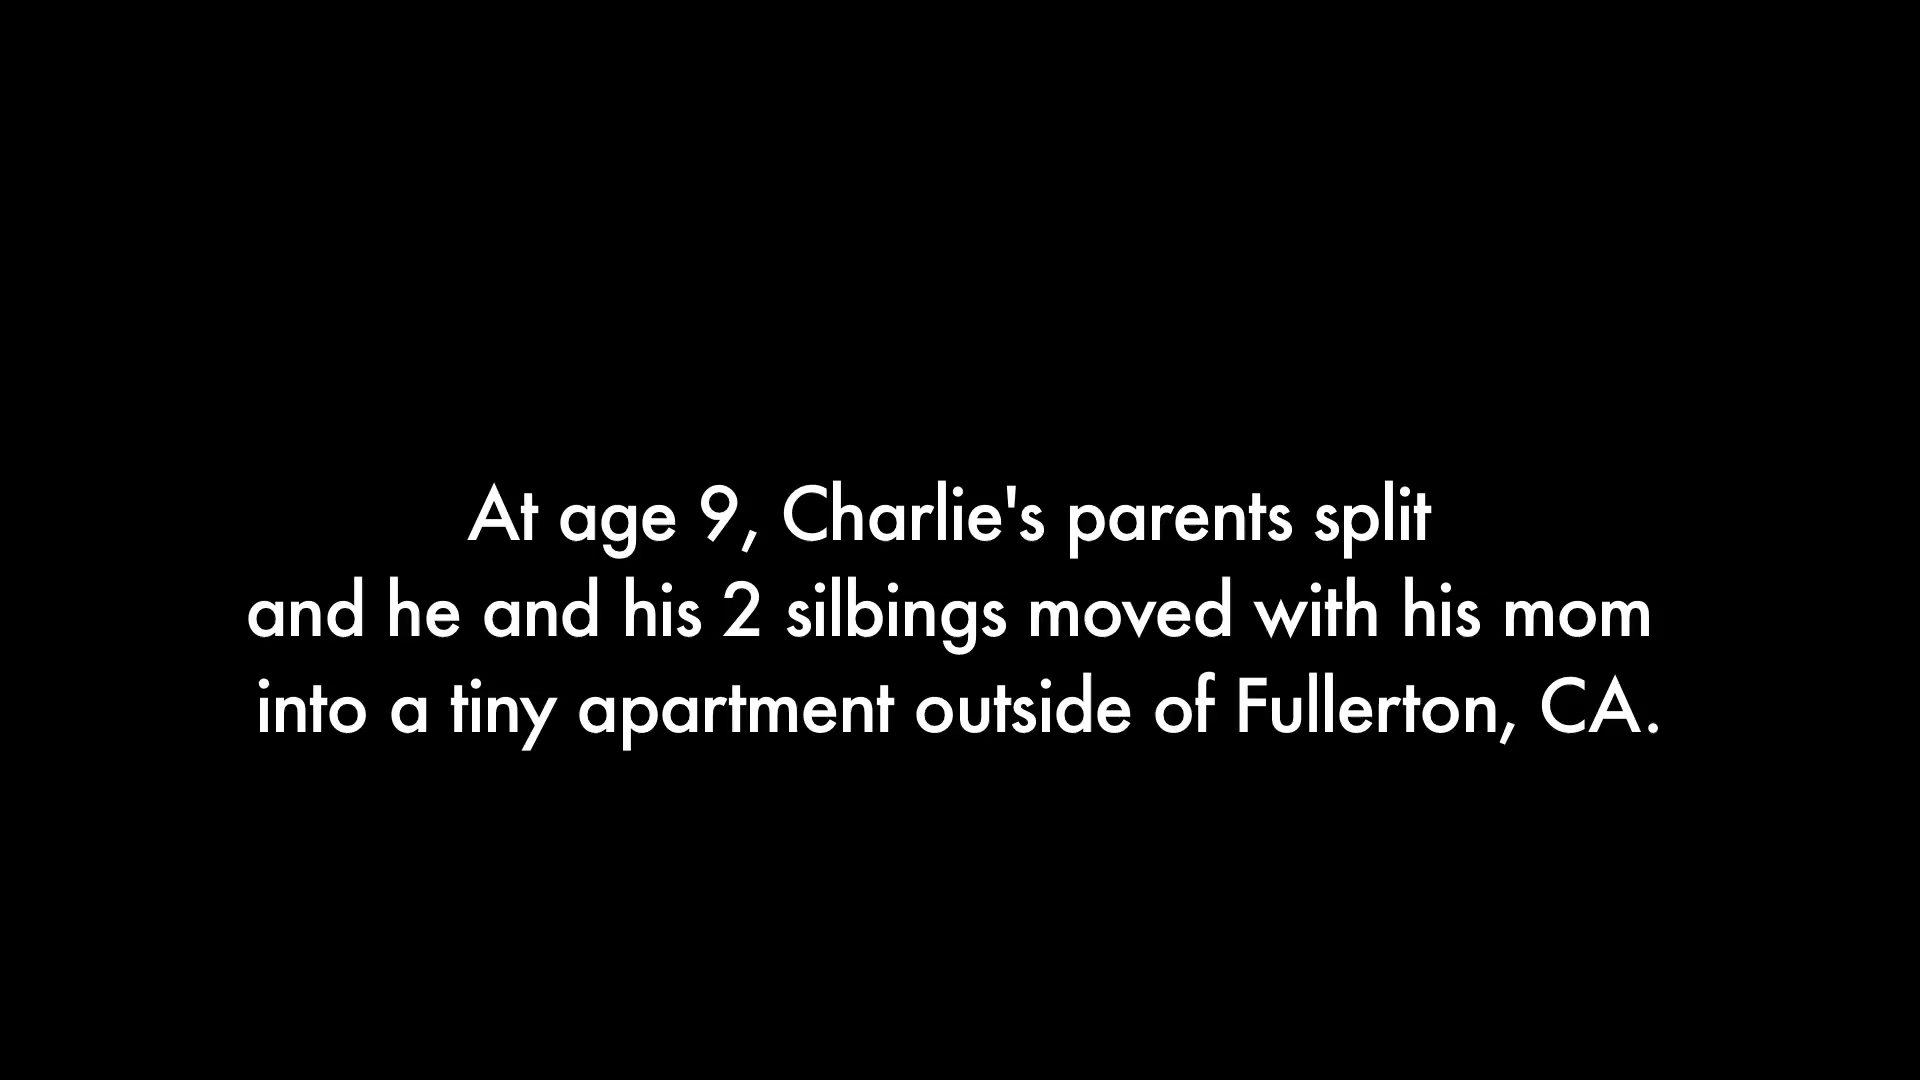 At age 9, Charlie's parents split
and he and his 2 silbings moved with his mom
into a tiny apartment outside of Fullerton, CA.